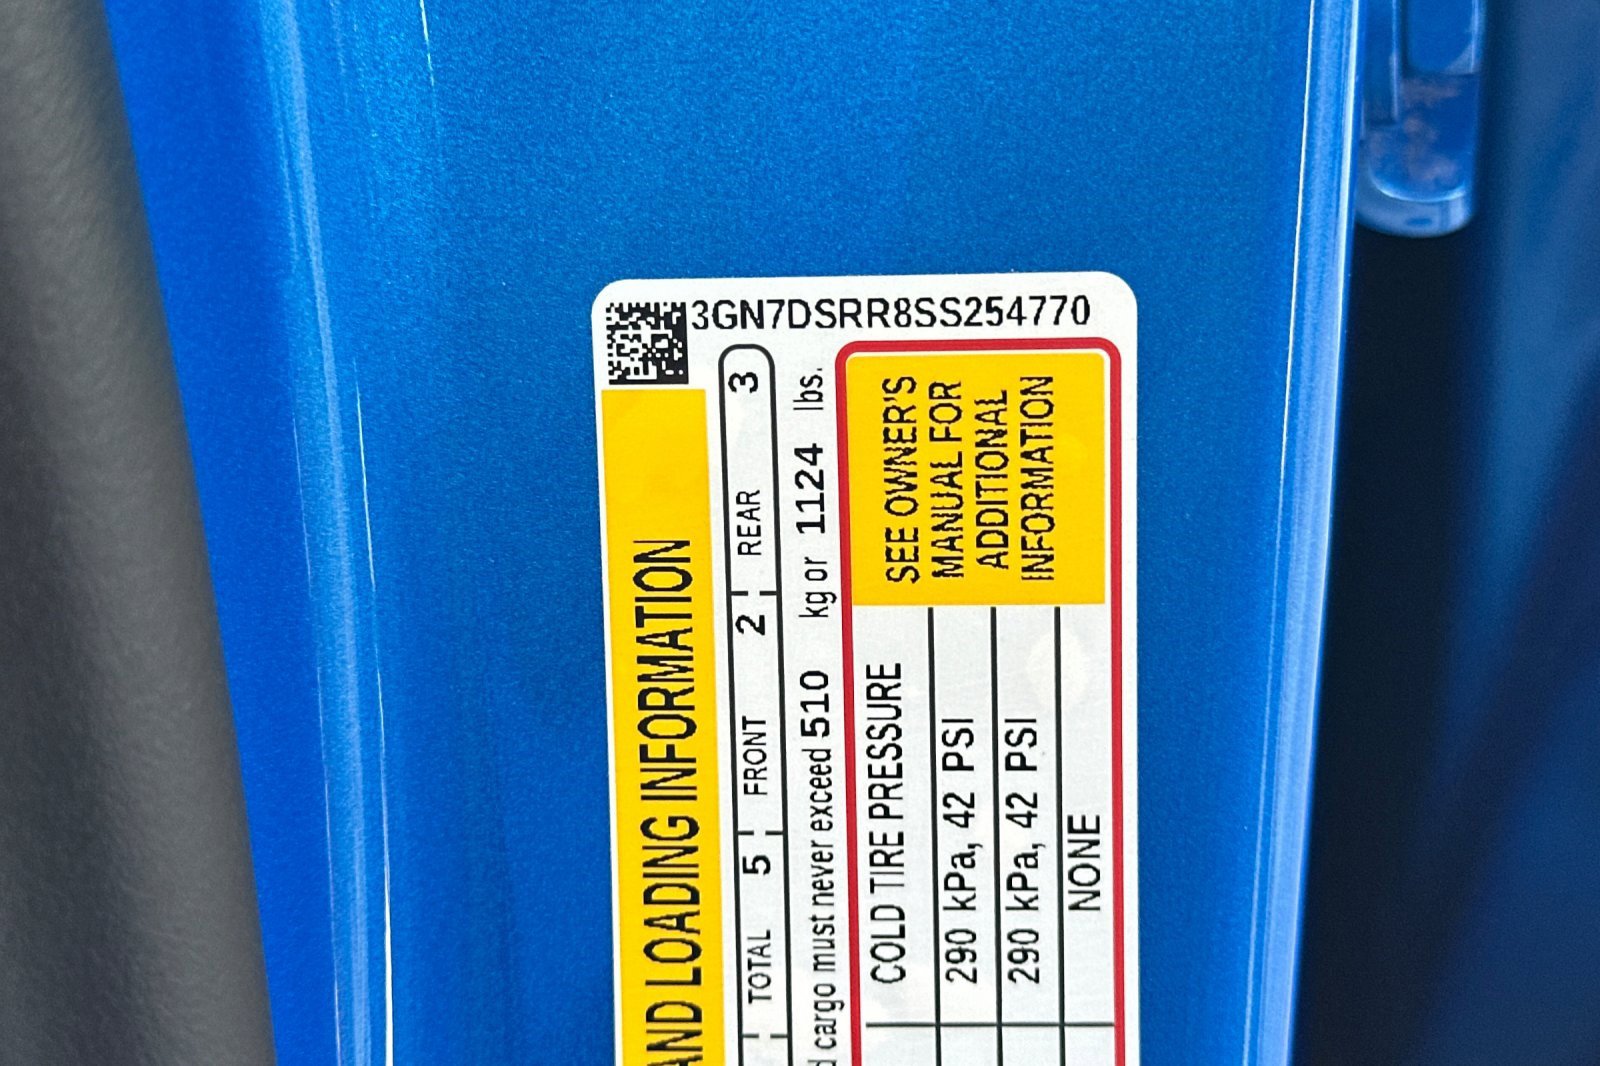 3GN7DSRR8SS254770
AND LOADING INFORMATION
TOTAL 5 FRONT 2 REAR 3
cargo must never exceed 510 kg or 1124 lbs.
COLD TIRE PRESSURE
290 kPa, 42 PSI
290 kPa, 42 PSI
NONE
SEE OWNER'S
MANUAL FOR
ADDITIONAL
INFORMATION